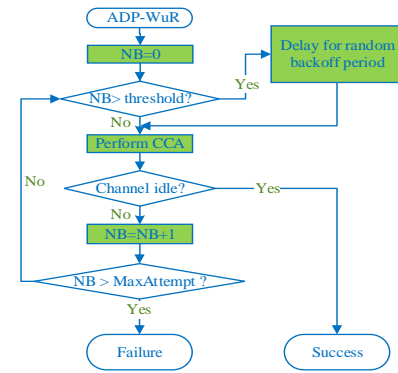 ADP-WuR
NB=0
Delay for random
backoff period
Yes
NB> threshold?
No
Perform CCA
No
Channel idle?
Yes
No
NB=NB+1
NB > MaxAttempt ?
Yes
Failure
Success